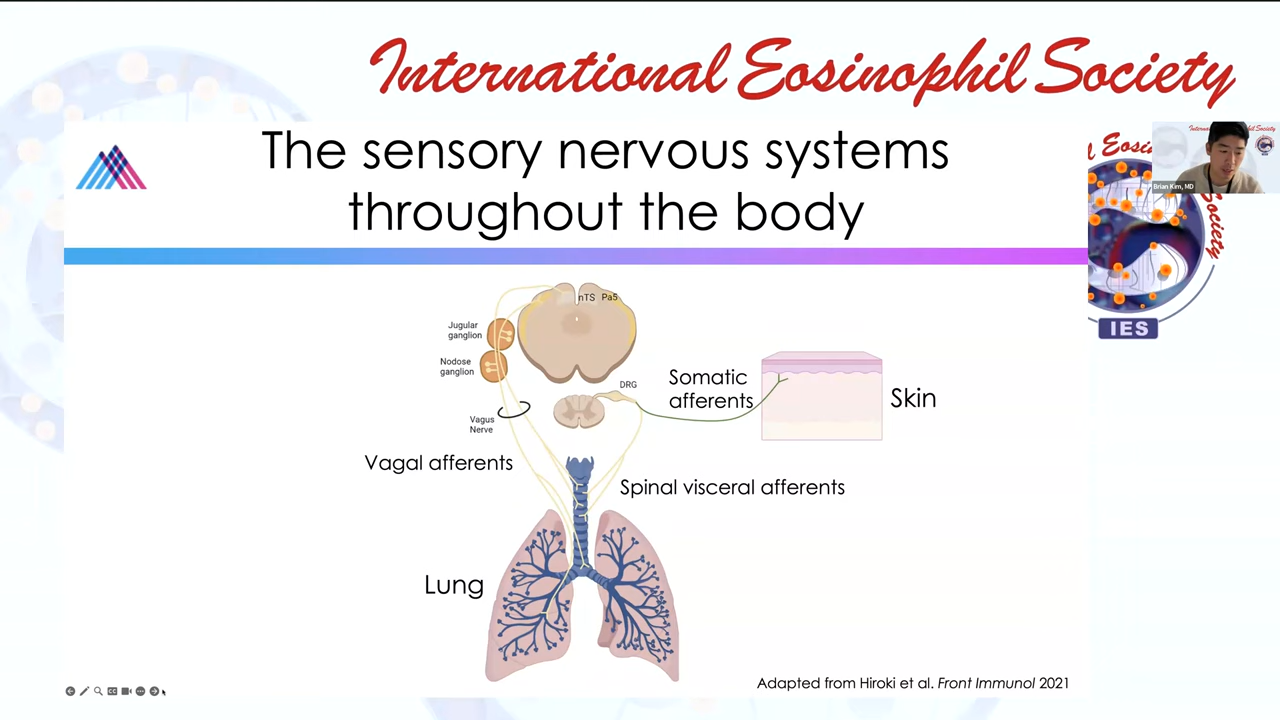 International Eosinophil Society
The sensory nervous systems
throughout the body
Brian Kim, MD
Society
IES
nTS Pa5
Jugular
ganglion
Nodose
ganglion
DRG
Vagus
Nerve
Somatic
afferents
Skin
Vagal afferents
Spinal visceral afferents
Lung
Adapted from Hiroki et al. Front Immunol 2021